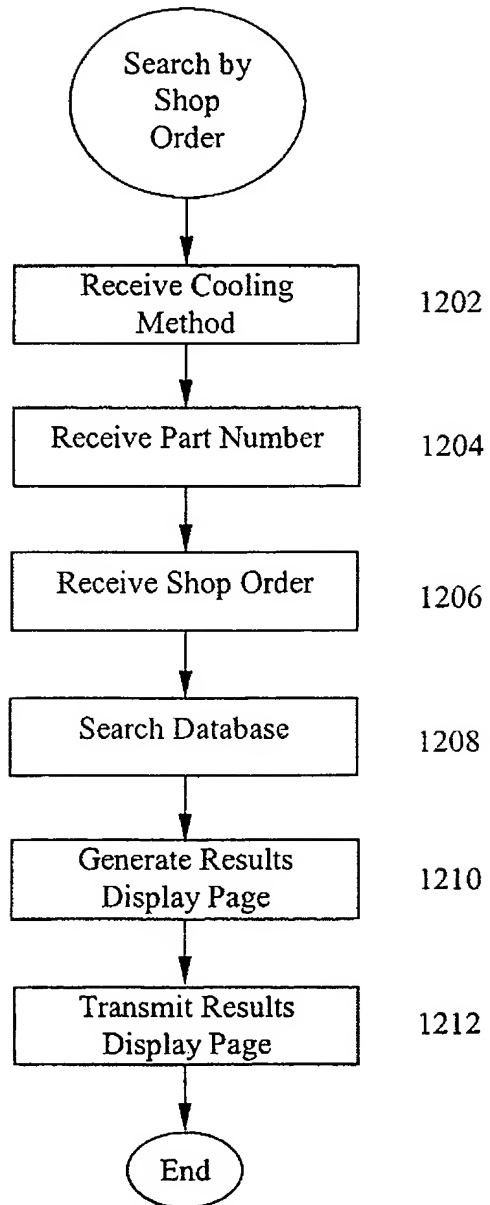 Search by
Shop
Order
Receive Cooling
Method
1202
Receive Part Number
1204
Receive Shop Order
1206
Search Database
1208
Generate Results
Display Page
1210
Transmit Results
Display Page
1212
End